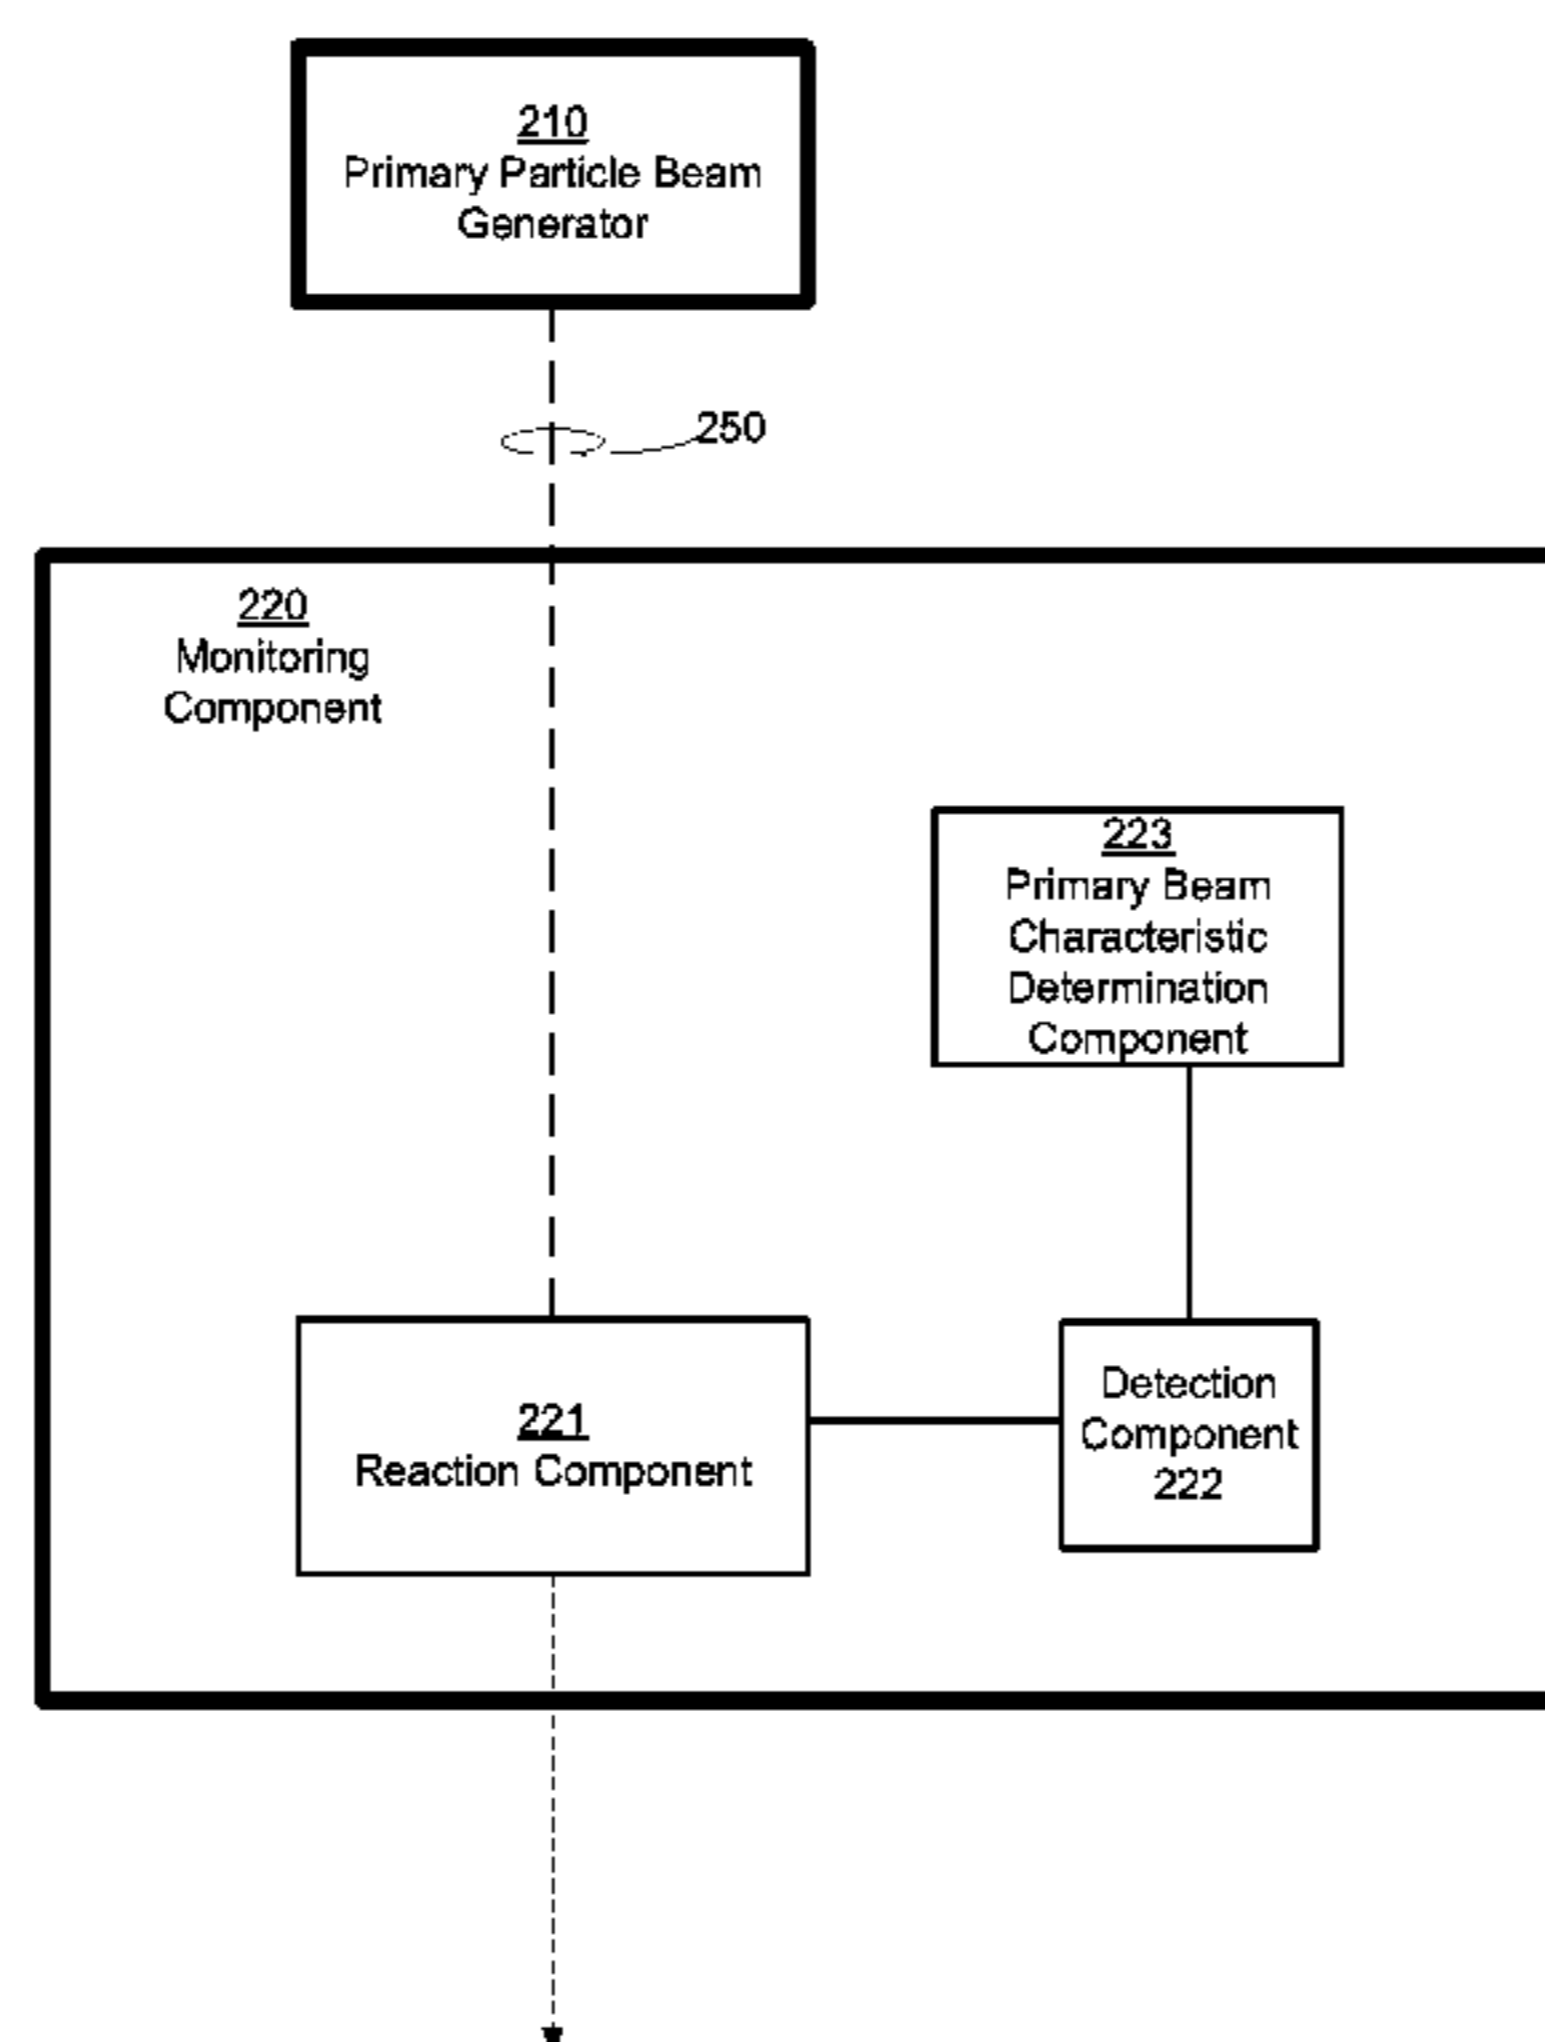 210
Primary Particle Beam
Generator
250
220
Monitoring
Component
223
Primary Beam
Characteristic
Determination
Component
221
Reaction Component
Detection
Component
222